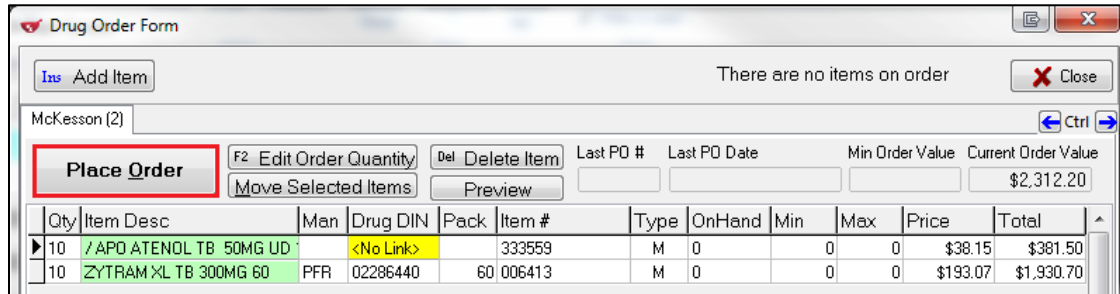 Drug Order Form
Ins Add Item There are no items on order Close
McKesson (2) Ctrl
Place Order F2 Edit Order Quantity Del Delete Item Last PO # Last PO Date Min Order Value Current Order Value
Move Selected Items Preview $2,312.20
Qty Item Desc Man Drug DIN Pack Item # Type OnHand Min Max Price Total
10 / APO ATENOL TB 50MG UD <No Link> 333559 M 0 0 0 $38.15 $381.50
10 ZYTRAM XL TB 300MG 60 PFR 02286440 60 006413 M 0 0 0 $193.07 $1,930.70